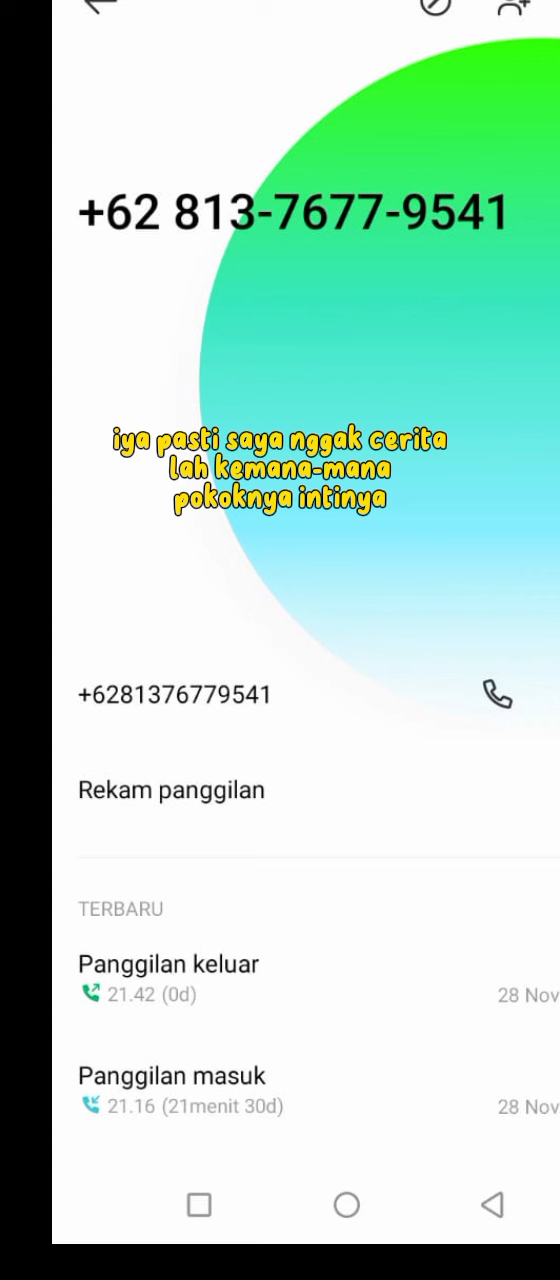 +62 813-7677-9541
iya pasti saya nggak cerita
lah kemana-mana
pokoknya intinya
+6281376779541
Rekam panggilan
TERBARU
Panggilan keluar
21.42 (0d)
28 Nov
Panggilan masuk
21.16 (21menit 30d)
28 Nov